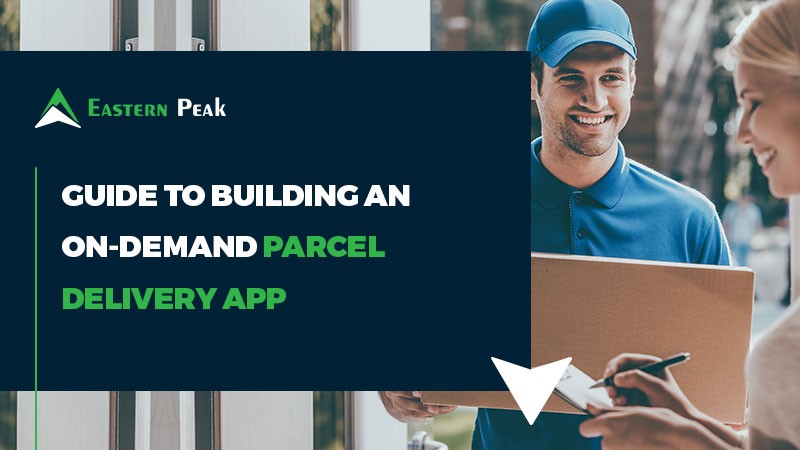 EASTERN PEAK
GUIDE TO BUILDING AN
ON-DEMAND PARCEL
DELIVERY APP